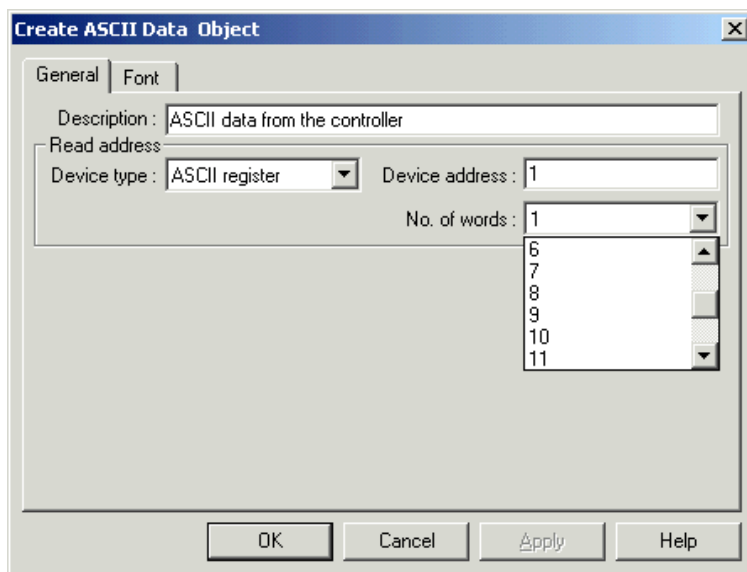 Create ASCII Data Object
General Font
Description : ASCII data from the controller
Read address
Device type : ASCII register Device address : 1
No. of words : 1
6
7
8
9
10
11
OK Cancel Apply Help